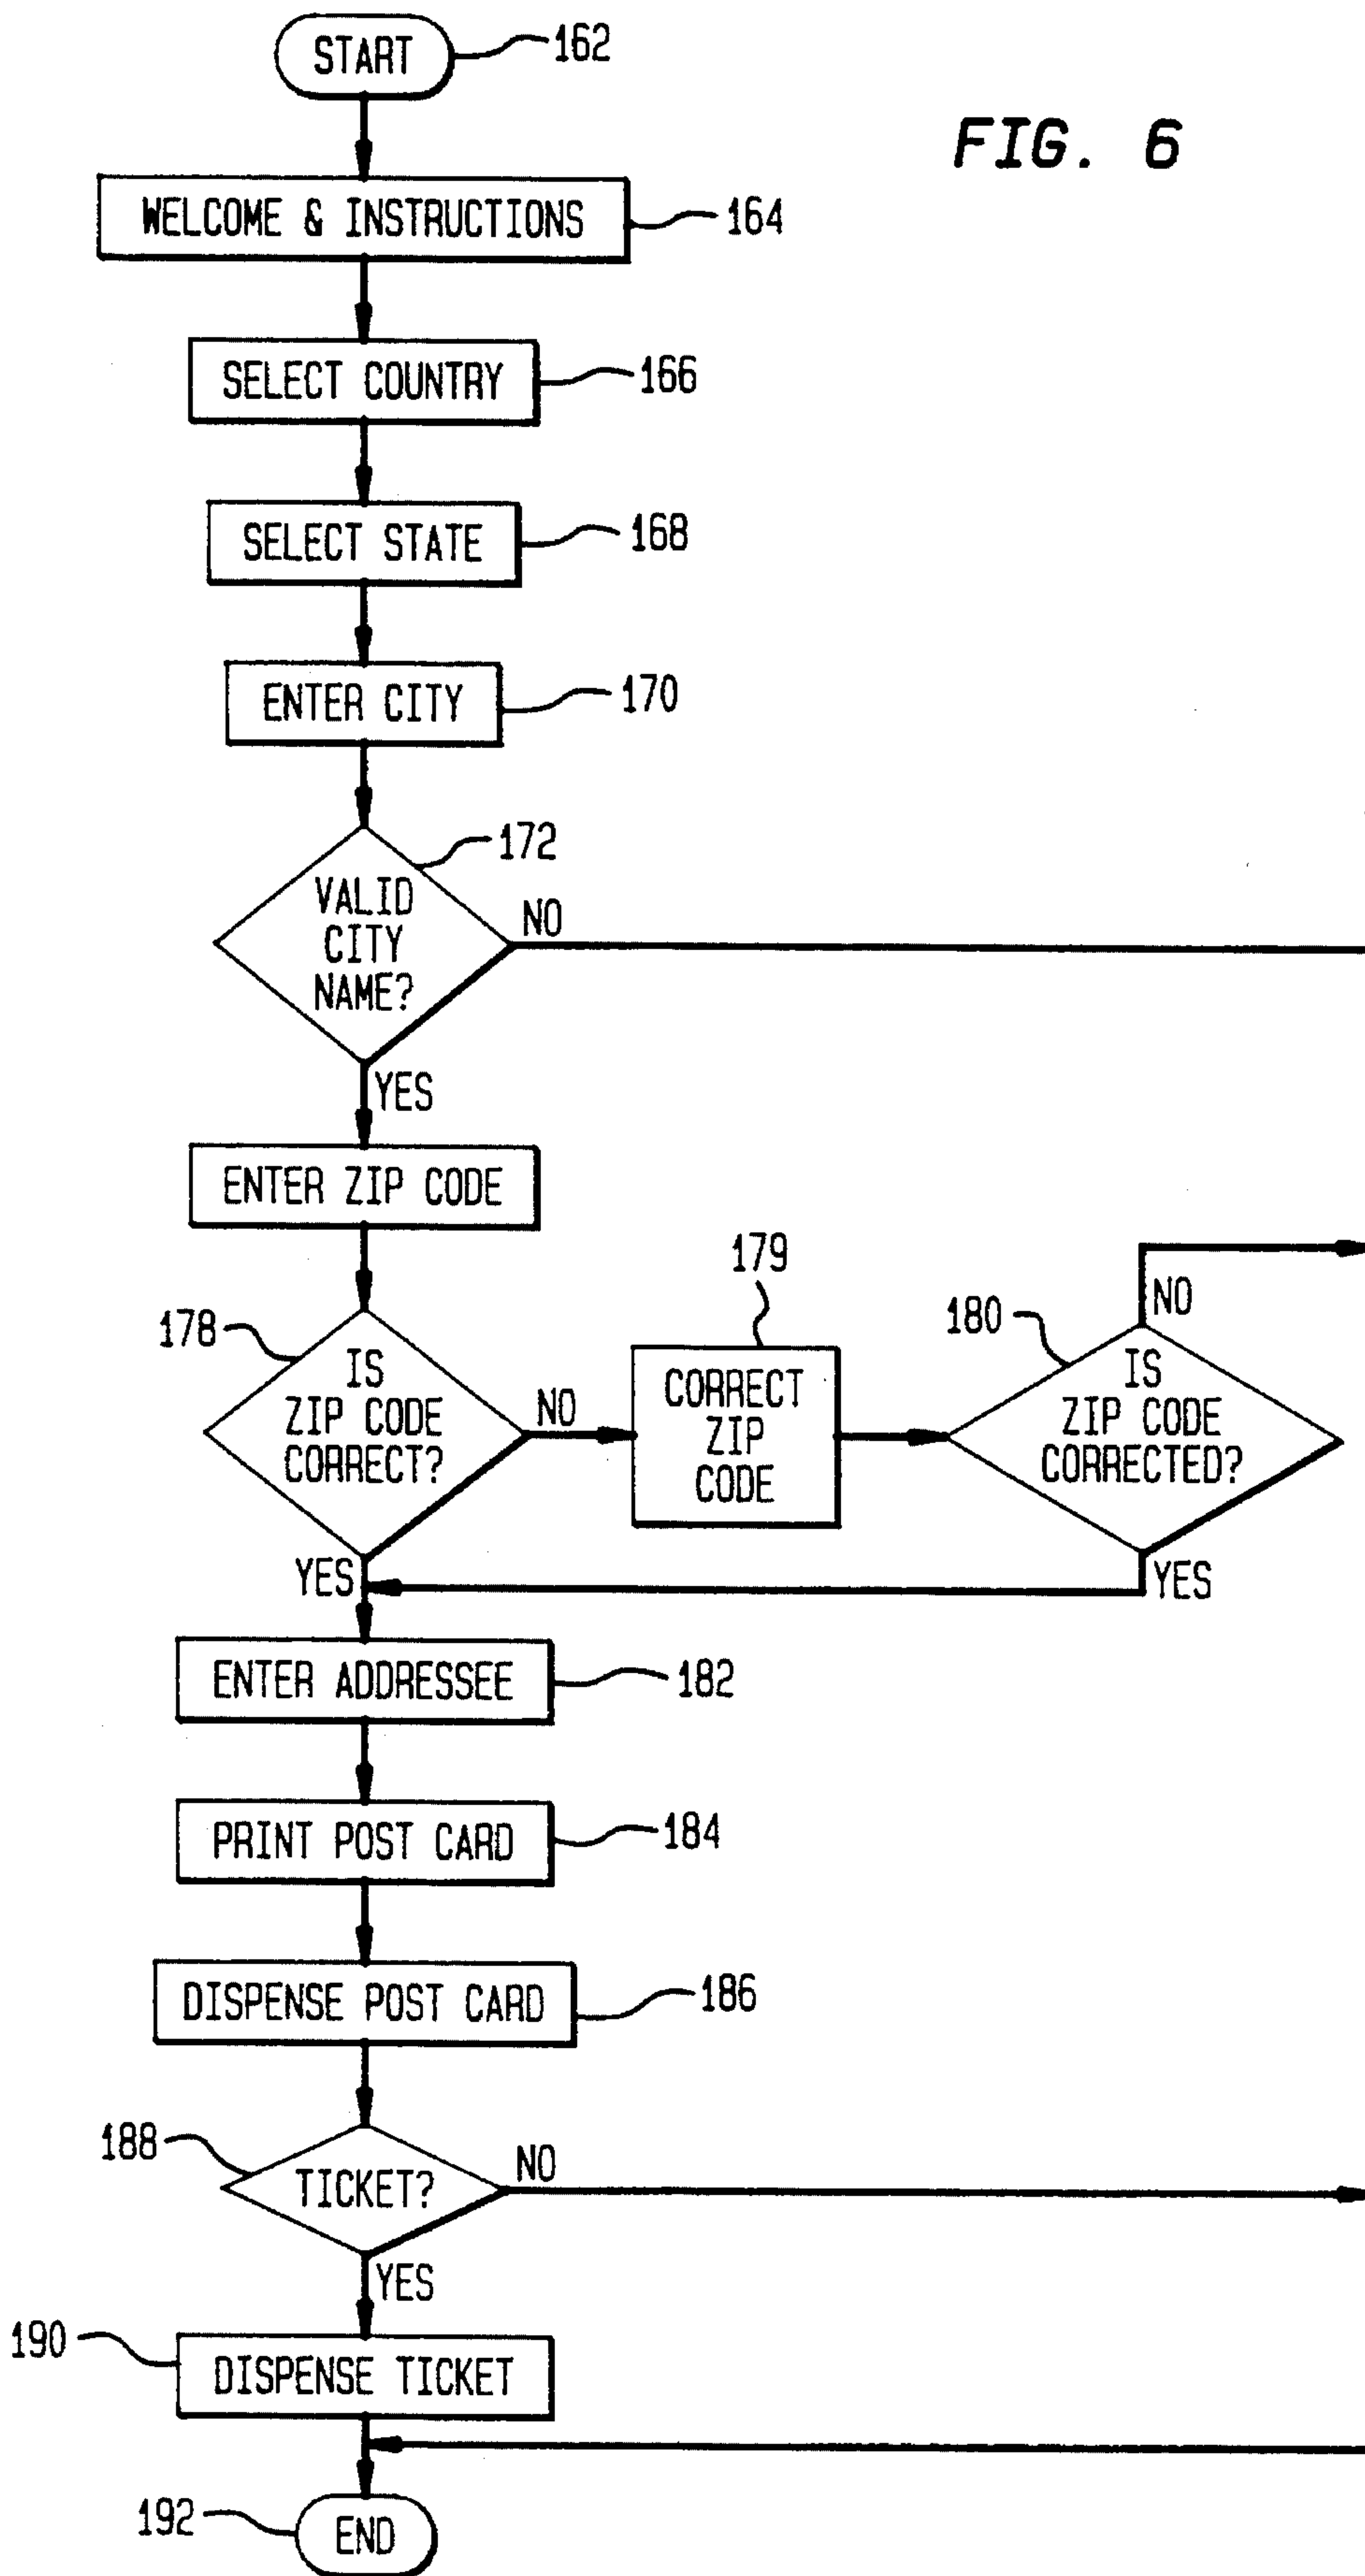 START
162
FIG. 6
WELCOME & INSTRUCTIONS
164
SELECT COUNTRY
166
SELECT STATE
168
ENTER CITY
170
172
VALID
CITY
NAME?
NO
YES
ENTER ZIP CODE
178
IS
ZIP CODE
CORRECT?
NO
YES
179
CORRECT
ZIP
CODE
180
IS
ZIP CODE
CORRECTED?
NO
YES
ENTER ADDRESSEE
182
PRINT POST CARD
184
DISPENSE POST CARD
186
188
TICKET?
NO
YES
190
DISPENSE TICKET
192
END